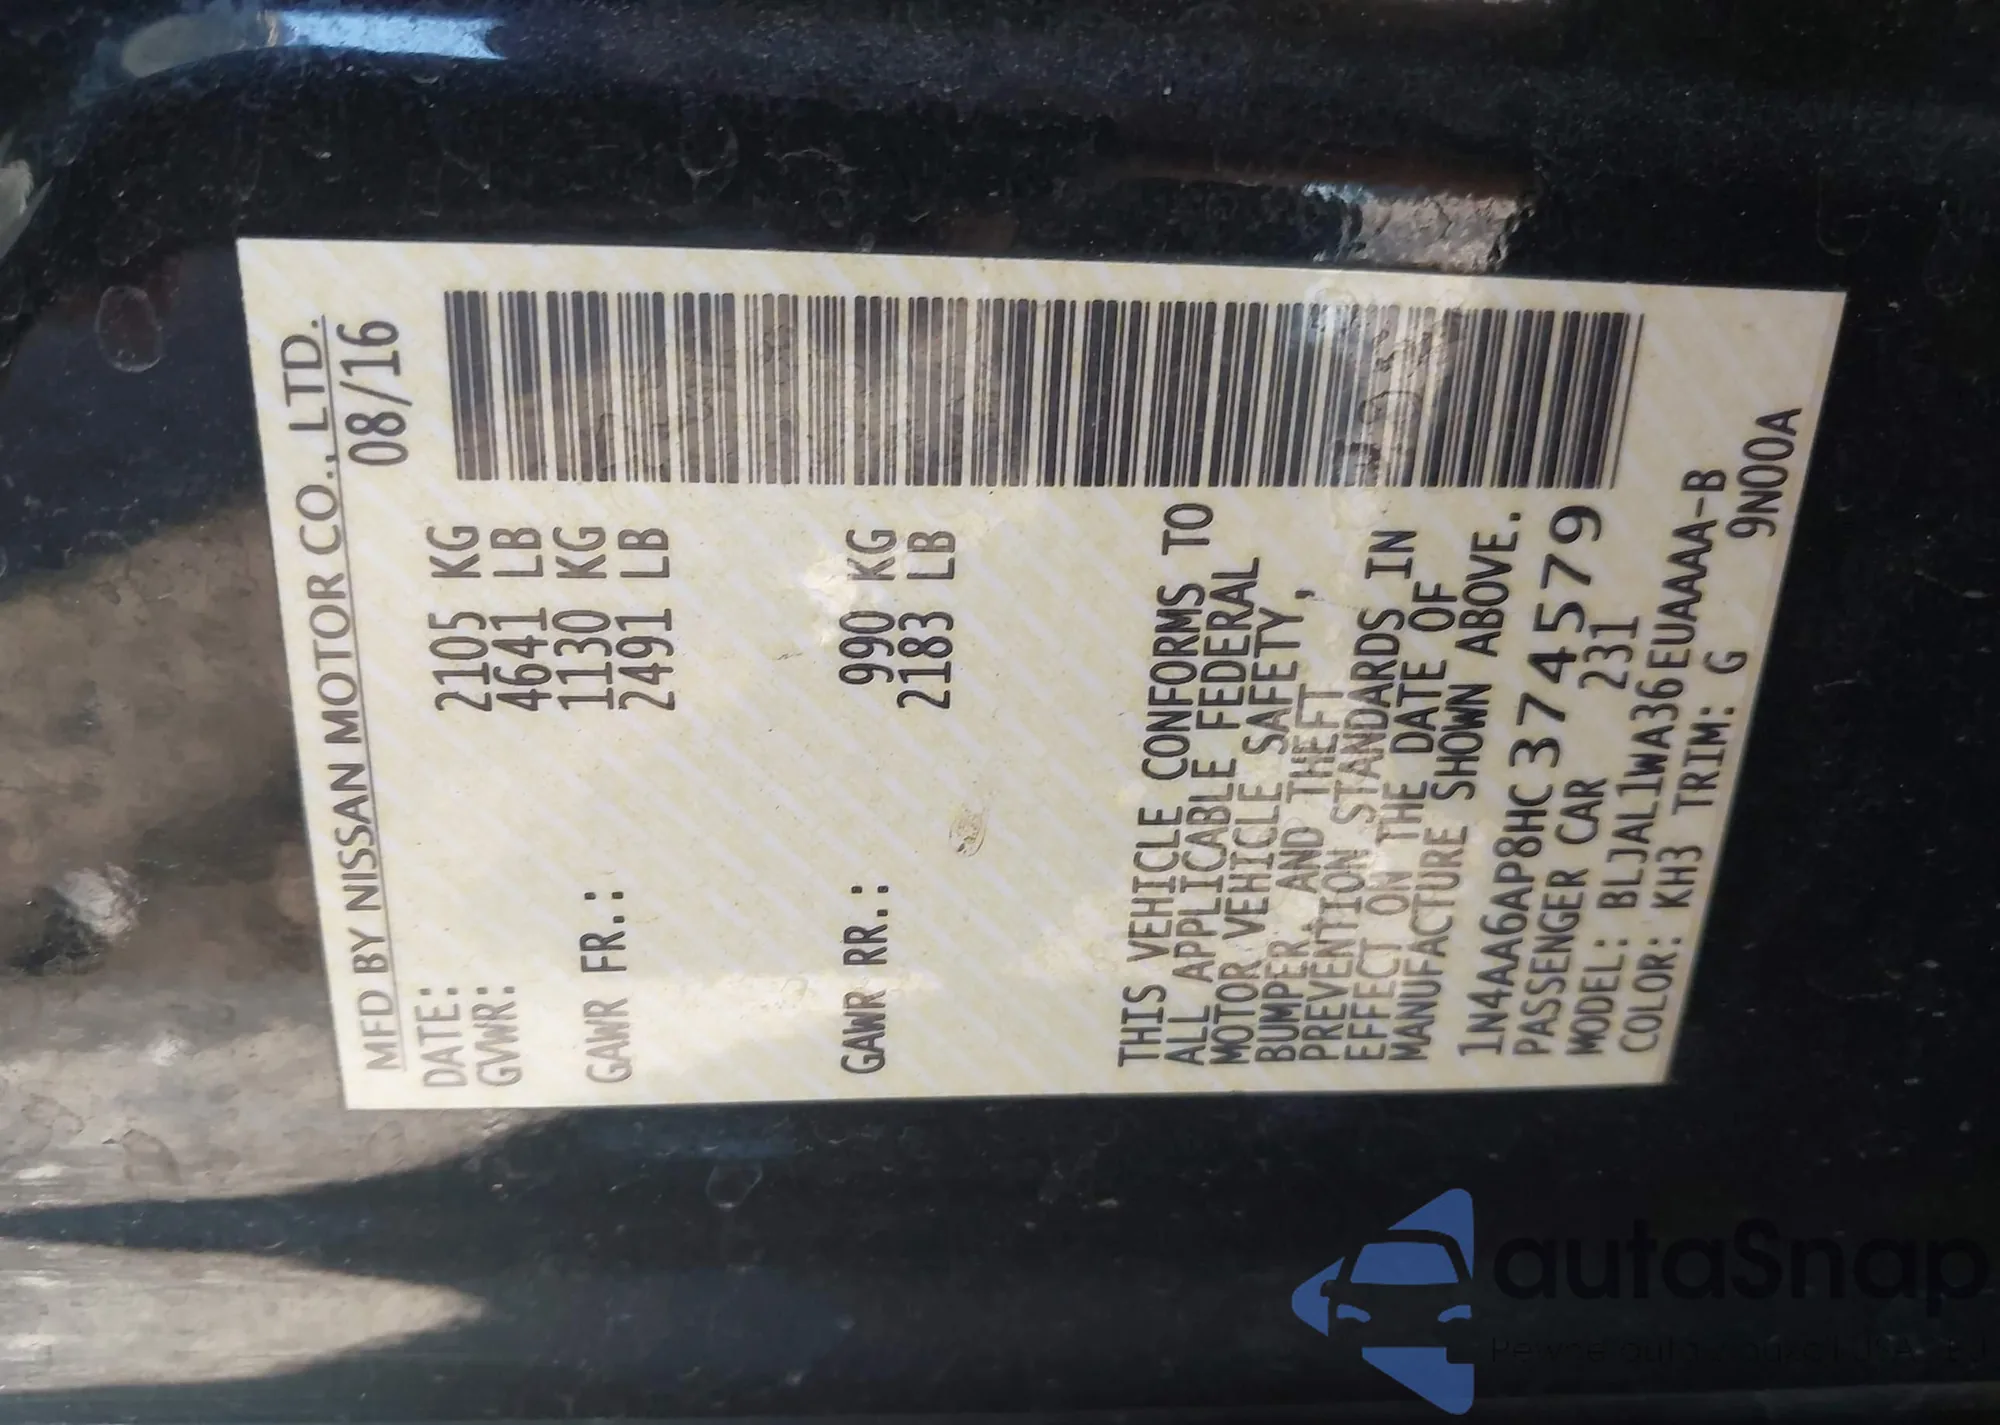 MFD BY NISSAN MOTOR CO., LTD.
DATE: 08/16
GVWR: 2105 KG
4641 LB
GAWR FR.: 1130 KG
2491 LB
GAWR RR.: 990 KG
2183 LB
THIS VEHICLE CONFORMS TO
ALL APPLICABLE FEDERAL
MOTOR VEHICLE SAFETY,
BUMPER, AND THEFT
PREVENTION STANDARDS IN
EFFECT ON THE DATE OF
MANUFACTURE SHOWN ABOVE.
1N4AA6AP8HC374579
PASSENGER CAR 231
MODEL: BLJAL1WA36EUAAAA-B
COLOR: KH3 TRIM: G 9N00A
autaSnap